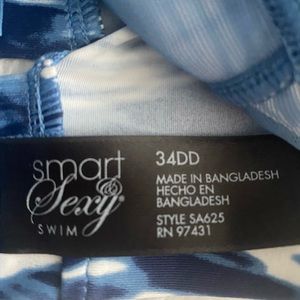 smart
& Sexy
SWIM
34DD
MADE IN BANGLADESH
HECHO EN
BANGLADESH
STYLE SA625
RN 97431